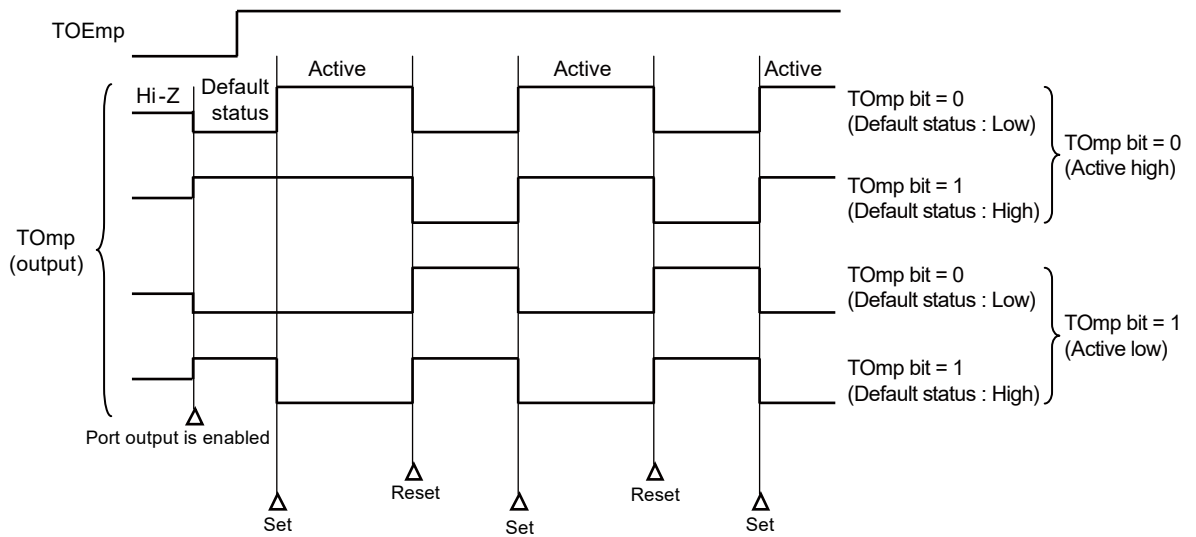 TOEmp
Active
Active
Active
Hi-Z
Default
status
TOmp
(output)
TOmp bit = 0
(Default status : Low)
TOmp bit = 1
(Default status : High)
TOmp bit = 0
(Active high)
TOmp bit = 0
(Default status : Low)
TOmp bit = 1
(Default status : High)
TOmp bit = 1
(Active low)
Port output is enabled
Set
Reset
Set
Reset
Set